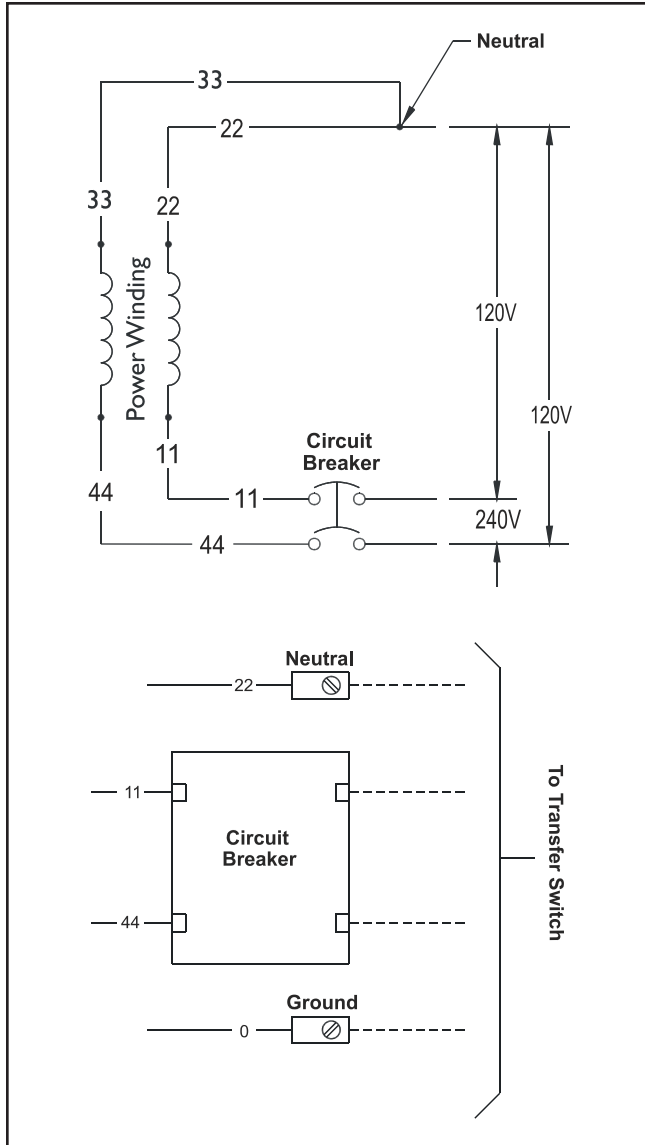 Neutral
33
22
33
22
Power Winding
120V
120V
11
Circuit
Breaker
44
11
240V
44
Neutral
22
11
Circuit
Breaker
44
To Transfer Switch
Ground
0